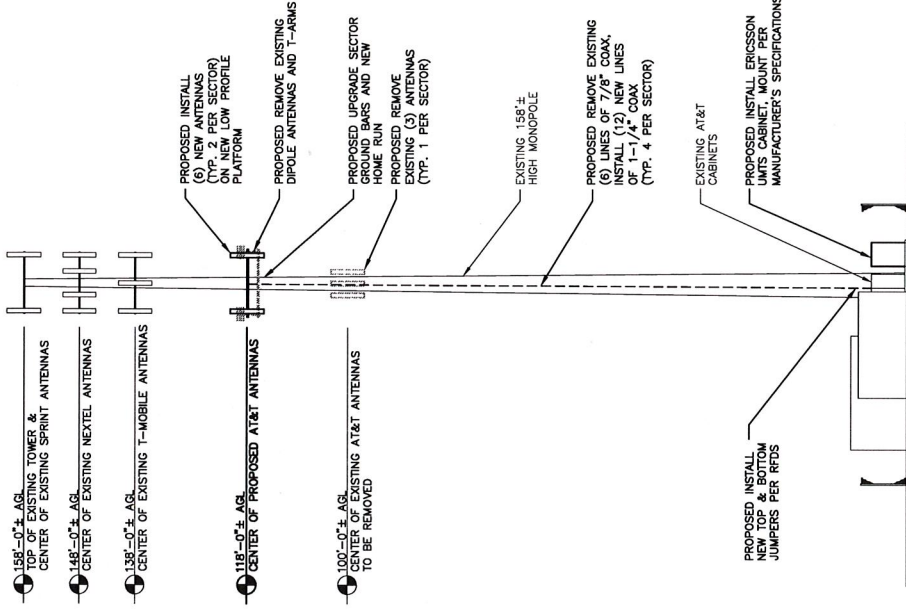 158'-0"± AGL
TOP OF EXISTING TOWER &
CENTER OF EXISTING SPRINT ANTENNAS
148'-0"± AGL
CENTER OF EXISTING NEXTEL ANTENNAS
138'-0"± AGL
CENTER OF EXISTING T-MOBILE ANTENNAS
118'-0"± AGL
CENTER OF PROPOSED AT&T ANTENNAS
100'-0"± AGL
CENTER OF EXISTING AT&T ANTENNAS
TO BE REMOVED
PROPOSED INSTALL
NEW TOP & BOTTOM
JUMPERS PER RFDS
PROPOSED INSTALL
(6) NEW ANTENNAS
(TYP. 2 PER SECTOR)
ON NEW LOW PROFILE
PLATFORM
PROPOSED REMOVE EXISTING
DIPOLE ANTENNAS AND T-ARMS
PROPOSED UPGRADE SECTOR
GROUND BARS AND NEW
HOME RUN
PROPOSED REMOVE
EXISTING (3) ANTENNAS
(TYP. 1 PER SECTOR)
EXISTING 158'±
HIGH MONOPOLE
PROPOSED REMOVE EXISTING
(6) LINES OF 7/8" COAX,
INSTALL (12) NEW LINES
OF 1-1/4" COAX
(TYP. 4 PER SECTOR)
EXISTING AT&T
CABINETS
PROPOSED INSTALL ERICSSON
UMTS CABINET, MOUNT PER
MANUFACTURER'S SPECIFICATIONS